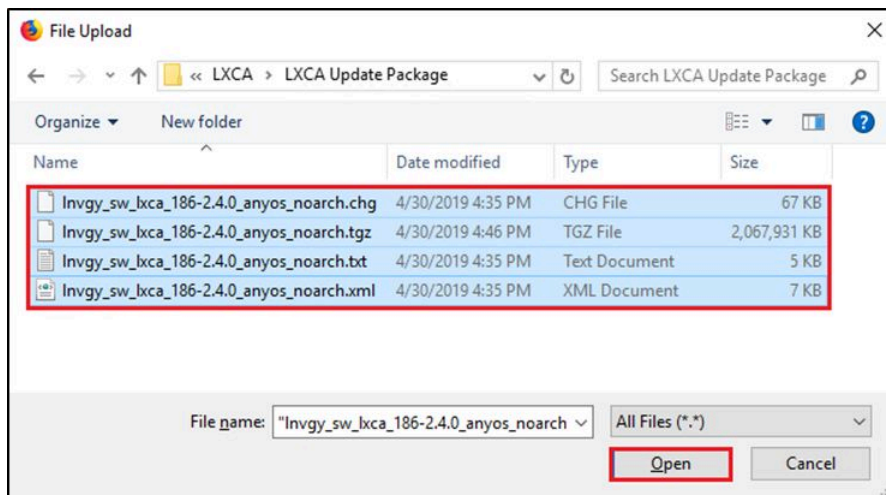 File Upload
« LXCA > LXCA Update Package
Search LXCA Update Package
Organize
New folder
Name Date modified Type Size
lnvgy_sw_lxca_186-2.4.0_anyos_noarch.chg 4/30/2019 4:35 PM CHG File 67 KB
lnvgy_sw_lxca_186-2.4.0_anyos_noarch.tgz 4/30/2019 4:46 PM TGZ File 2,067,931 KB
lnvgy_sw_lxca_186-2.4.0_anyos_noarch.txt 4/30/2019 4:35 PM Text Document 5 KB
lnvgy_sw_lxca_186-2.4.0_anyos_noarch.xml 4/30/2019 4:35 PM XML Document 7 KB
File name: "lnvgy_sw_lxca_186-2.4.0_anyos_noarch All Files (*.*)
Open Cancel